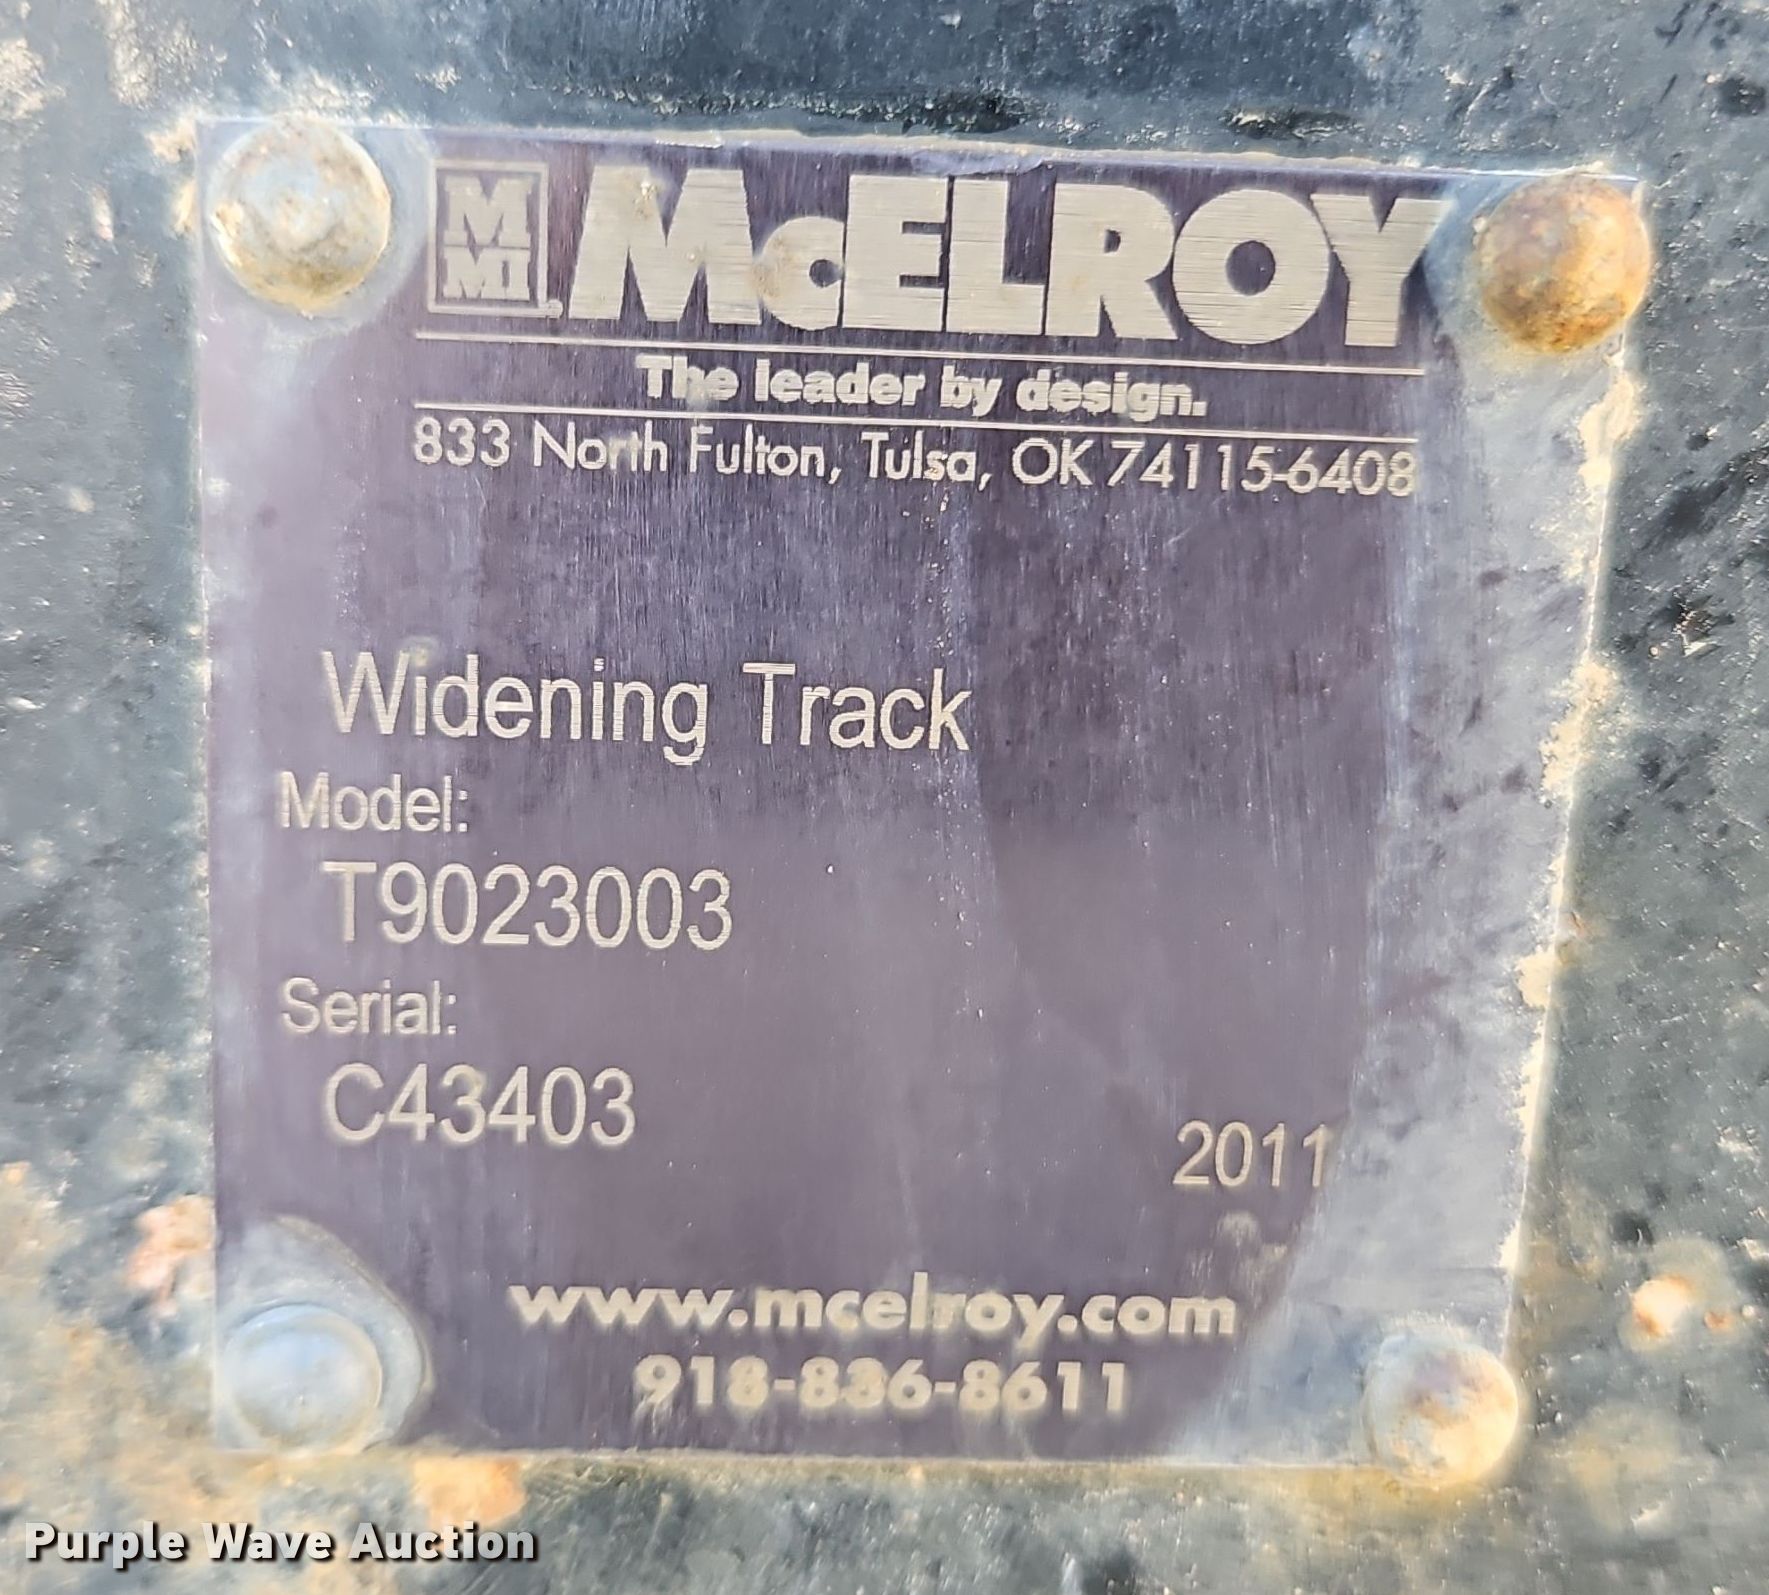 M
MI
McELROY
The leader by design.
833 North Fulton, Tulsa, OK 74115-6408
Widening Track
Model:
T9023003
Serial:
C43403
2011
www.mcelroy.com
918-836-8611
Purple Wave Auction